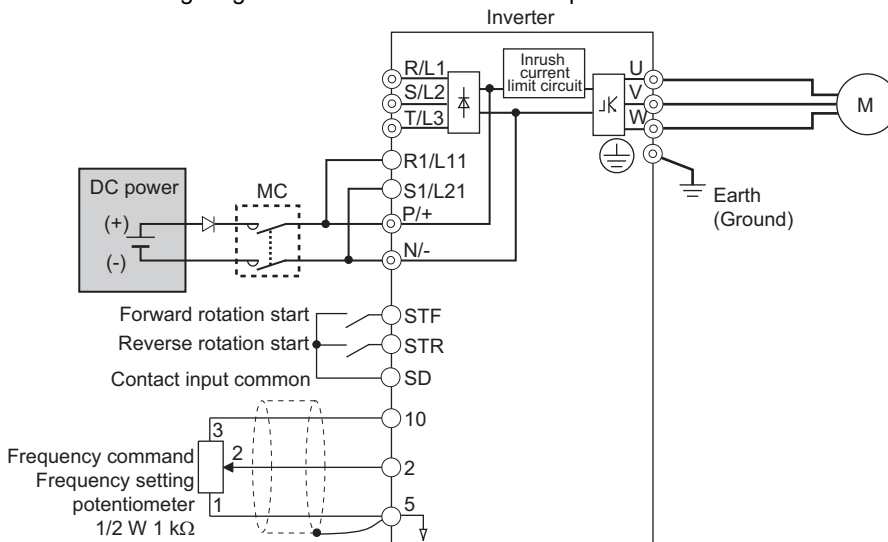 Inverter
R/L1
S/L2
T/L3
Inrush
current
limit circuit
U
V
W
M
R1/L11
S1/L21
DC power
(+)
(-)
MC
P/+
N/-
Earth
(Ground)
Forward rotation start
STF
Reverse rotation start
STR
Contact input common
SD
10
3
Frequency command
2
2
Frequency setting
potentiometer
1
5
1/2 W 1 kΩ